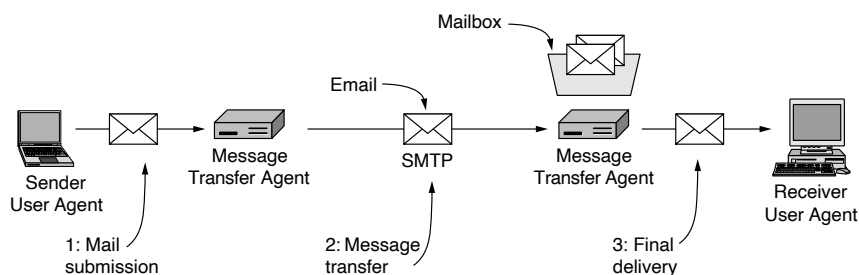 Mailbox
Email
SMTP
Message
Transfer Agent
Message
Transfer Agent
Sender
User Agent
Receiver
User Agent
1: Mail
submission
2: Message
transfer
3: Final
delivery